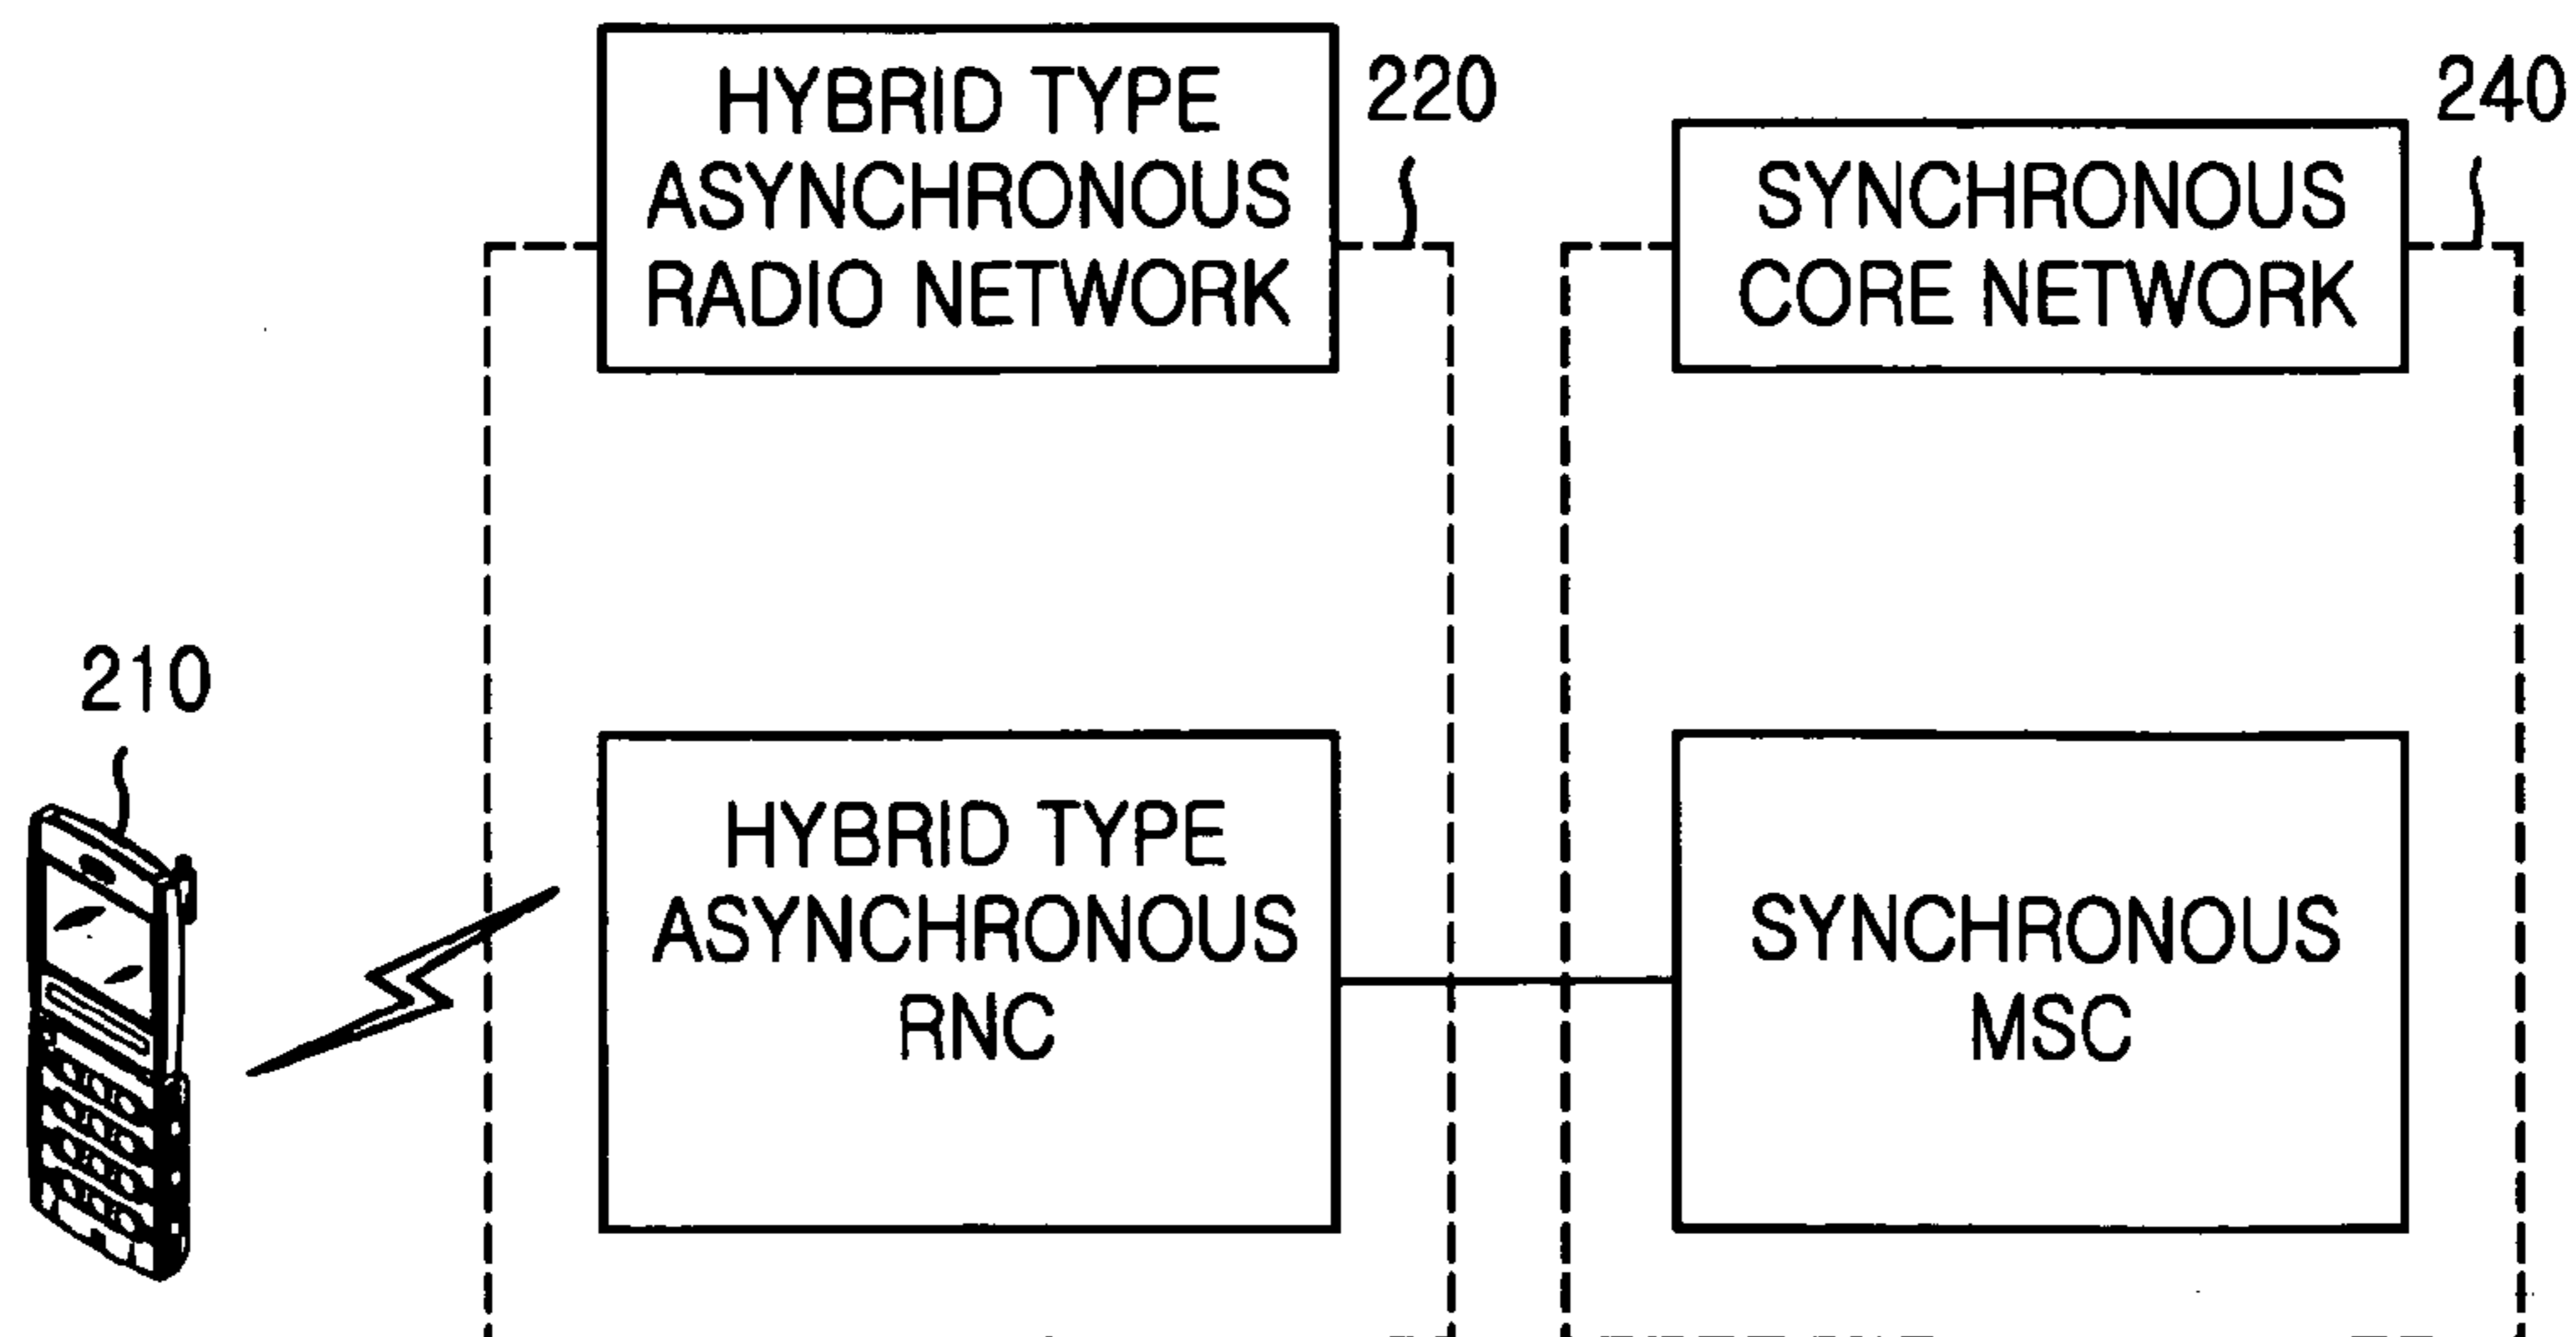 HYBRID TYPE
ASYNCHRONOUS
RADIO NETWORK
220
SYNCHRONOUS
CORE NETWORK
240
210
HYBRID TYPE
ASYNCHRONOUS
RNC
SYNCHRONOUS
MSC